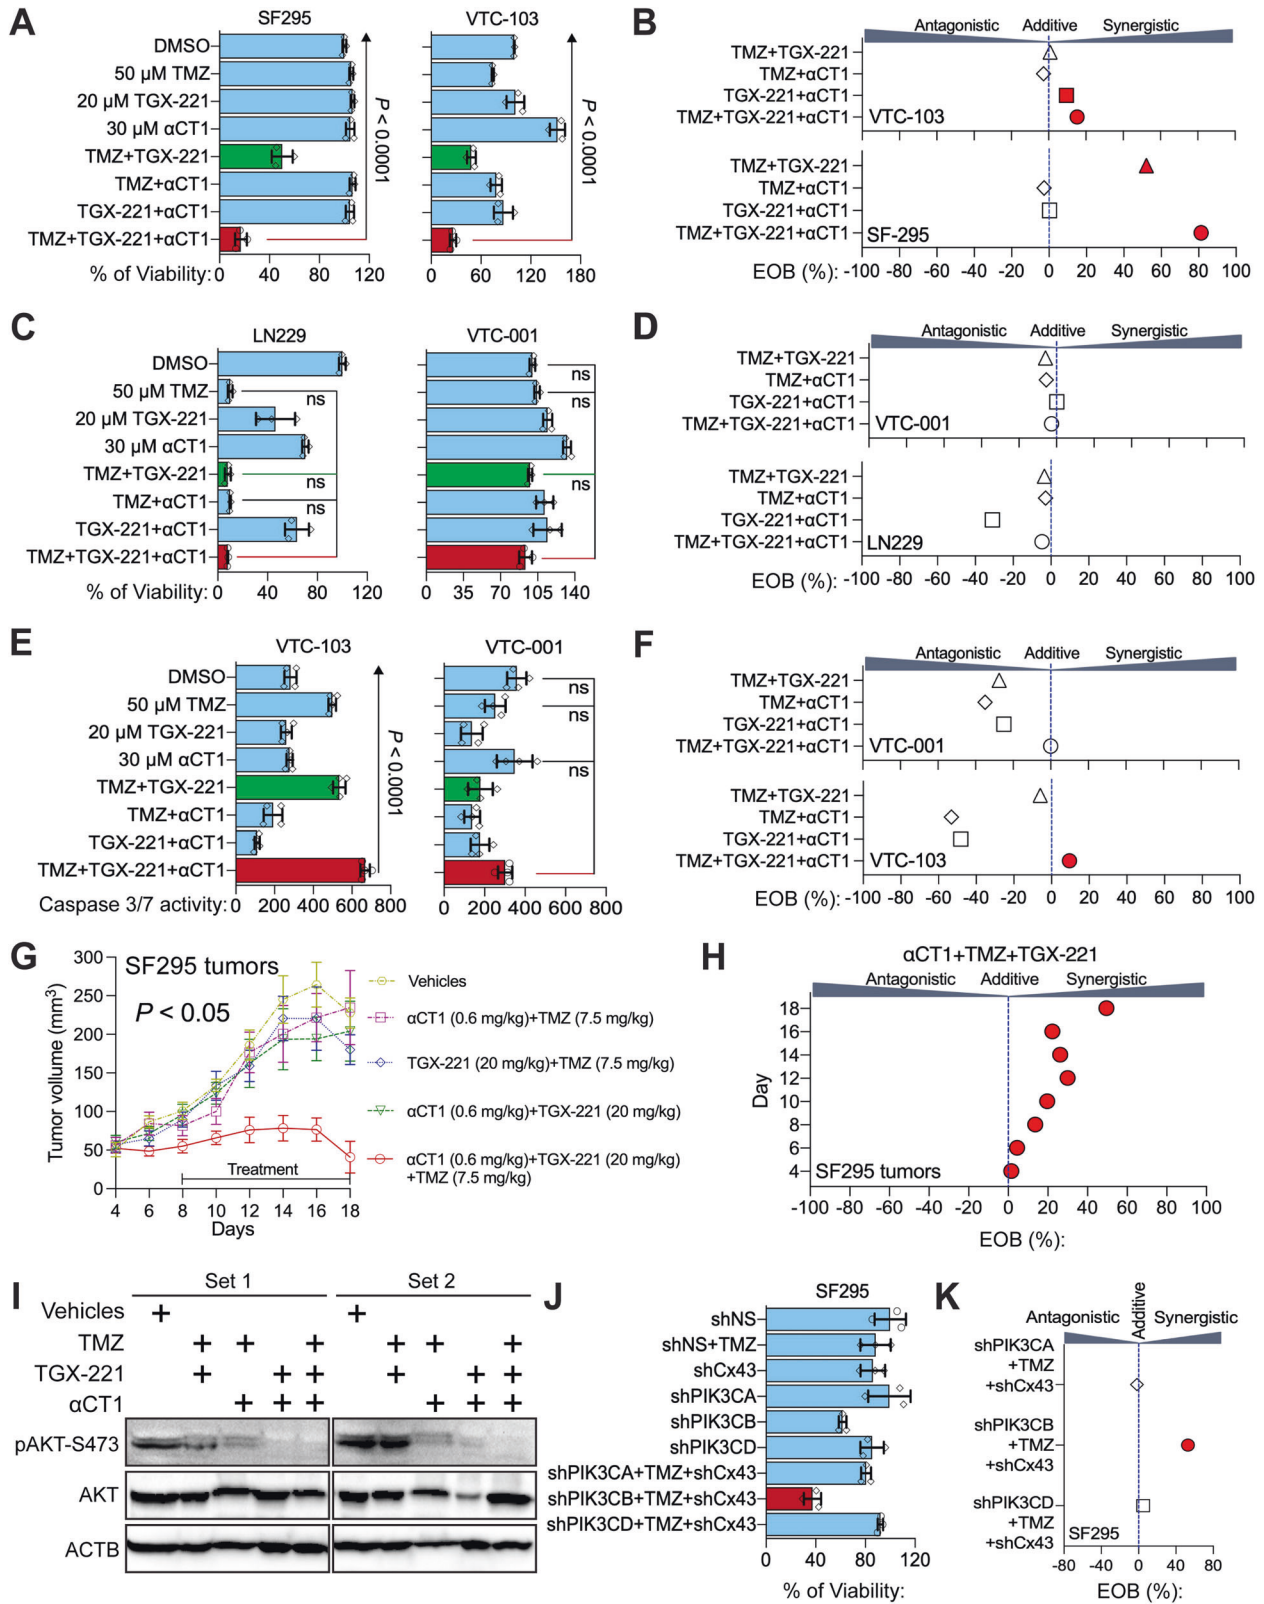 A
SF295
VTC-103
DMSO
50 µM TMZ
20 µM TGX-221
30 µM αCT1
TMZ+TGX-221
TMZ+αCT1
TGX-221+αCT1
TMZ+TGX-221+αCT1
P < 0.0001
P < 0.0001
% of Viability:
0 40 80 120
0 60 120 180
B
Antagonistic Additive Synergistic
TMZ+TGX-221
TMZ+αCT1
TGX-221+αCT1
TMZ+TGX-221+αCT1
VTC-103
TMZ+TGX-221
TMZ+αCT1
TGX-221+αCT1
TMZ+TGX-221+αCT1
SF-295
EOB (%): -100 -80 -60 -40 -20 0 20 40 60 80 100
C
LN229
VTC-001
DMSO
50 µM TMZ
20 µM TGX-221
30 µM αCT1
TMZ+TGX-221
TMZ+αCT1
TGX-221+αCT1
TMZ+TGX-221+αCT1
ns
ns
ns
ns
ns
ns
% of Viability:
0 40 80 120
0 35 70 105 140
D
Antagonistic Additive Synergistic
TMZ+TGX-221
TMZ+αCT1
TGX-221+αCT1
TMZ+TGX-221+αCT1
VTC-001
TMZ+TGX-221
TMZ+αCT1
TGX-221+αCT1
TMZ+TGX-221+αCT1
LN229
EOB (%): -100 -80 -60 -40 -20 0 20 40 60 80 100
E
VTC-103
VTC-001
DMSO
50 µM TMZ
20 µM TGX-221
30 µM αCT1
TMZ+TGX-221
TMZ+αCT1
TGX-221+αCT1
TMZ+TGX-221+αCT1
P < 0.0001
ns
ns
ns
Caspase 3/7 activity:
0 200 400 600 800
0 200 400 600 800
F
Antagonistic Additive Synergistic
TMZ+TGX-221
TMZ+αCT1
TGX-221+αCT1
TMZ+TGX-221+αCT1
VTC-001
TMZ+TGX-221
TMZ+αCT1
TGX-221+αCT1
TMZ+TGX-221+αCT1
VTC-103
EOB (%): -100 -80 -60 -40 -20 0 20 40 60 80 100
G
SF295 tumors
P < 0.05
Tumor vollume (mm³)
300
250
200
150
100
50
0
Treatment
4 6 8 10 12 14 16 18
Days
Vehicles
αCT1 (0.6 mg/kg)+TMZ (7.5 mg/kg)
TGX-221 (20 mg/kg)+TMZ (7.5 mg/kg)
αCT1 (0.6 mg/kg)+TGX-221 (20 mg/kg)
αCT1 (0.6 mg/kg)+TGX-221 (20 mg/kg)
+TMZ (7.5 mg/kg)
H
αCT1+TMZ+TGX-221
Antagonistic Additive Synergistic
Day
18
16
14
12
10
8
6
4
SF295 tumors
-100 -80 -60 -40 -20 0 20 40 60 80 100
EOB (%):
I
Set 1 Set 2
Vehicles + +
TMZ + + + + + +
TGX-221 + + + + + +
αCT1 + + + + + +
pAKT-S473
AKT
ACTB
J
SF295
shNS
shNS+TMZ
shCx43
shPIK3CA
shPIK3CB
shPIK3CD
shPIK3CA+TMZ+shCx43
shPIK3CB+TMZ+shCx43
shPIK3CD+TMZ+shCx43
0 40 80 120
% of Viability:
K
Antagonistic Additive Synergistic
shPIK3CA
+TMZ
+shCx43
shPIK3CB
+TMZ
+shCx43
shPIK3CD
+TMZ
+shCx43
SF295
-80 -40 0 40 80
EOB (%):